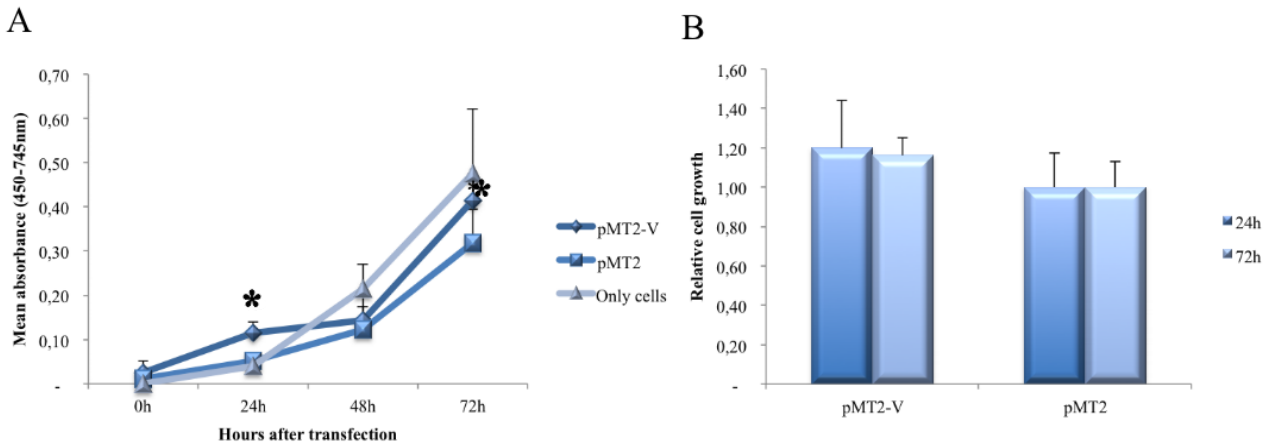 A
Mean absorbance (450-745nm)
0,70
0,60
0,50
0,40
0,30
0,20
0,10
-
*
*
*
0h 24h 48h 72h
Hours after transfection
pMT2-V
pMT2
Only cells
B
Relative cell growth
1,60
1,40
1,20
1,00
0,80
0,60
0,40
0,20
-
pMT2-V pMT2
24h
72h